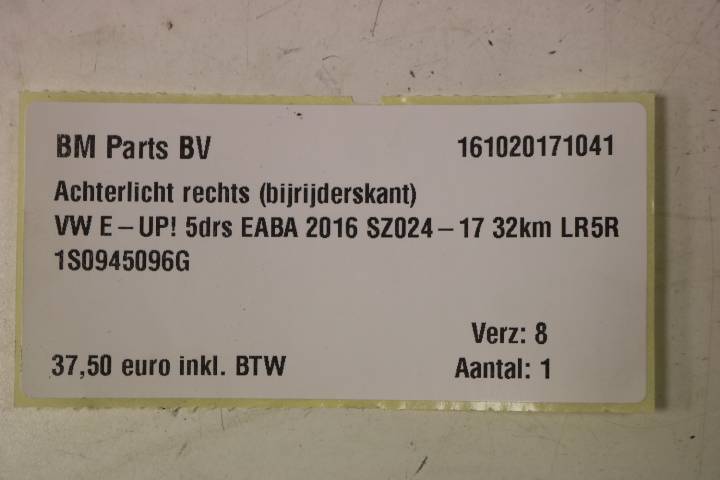 BM Parts BV 161020171041
Achterlicht rechts (bijrijderskant)
VW E-UP! 5drs EABA 2016 SZ024-17 32km LR5R
1S0945096G
Verz: 8
37,50 euro inkl. BTW Aantal: 1